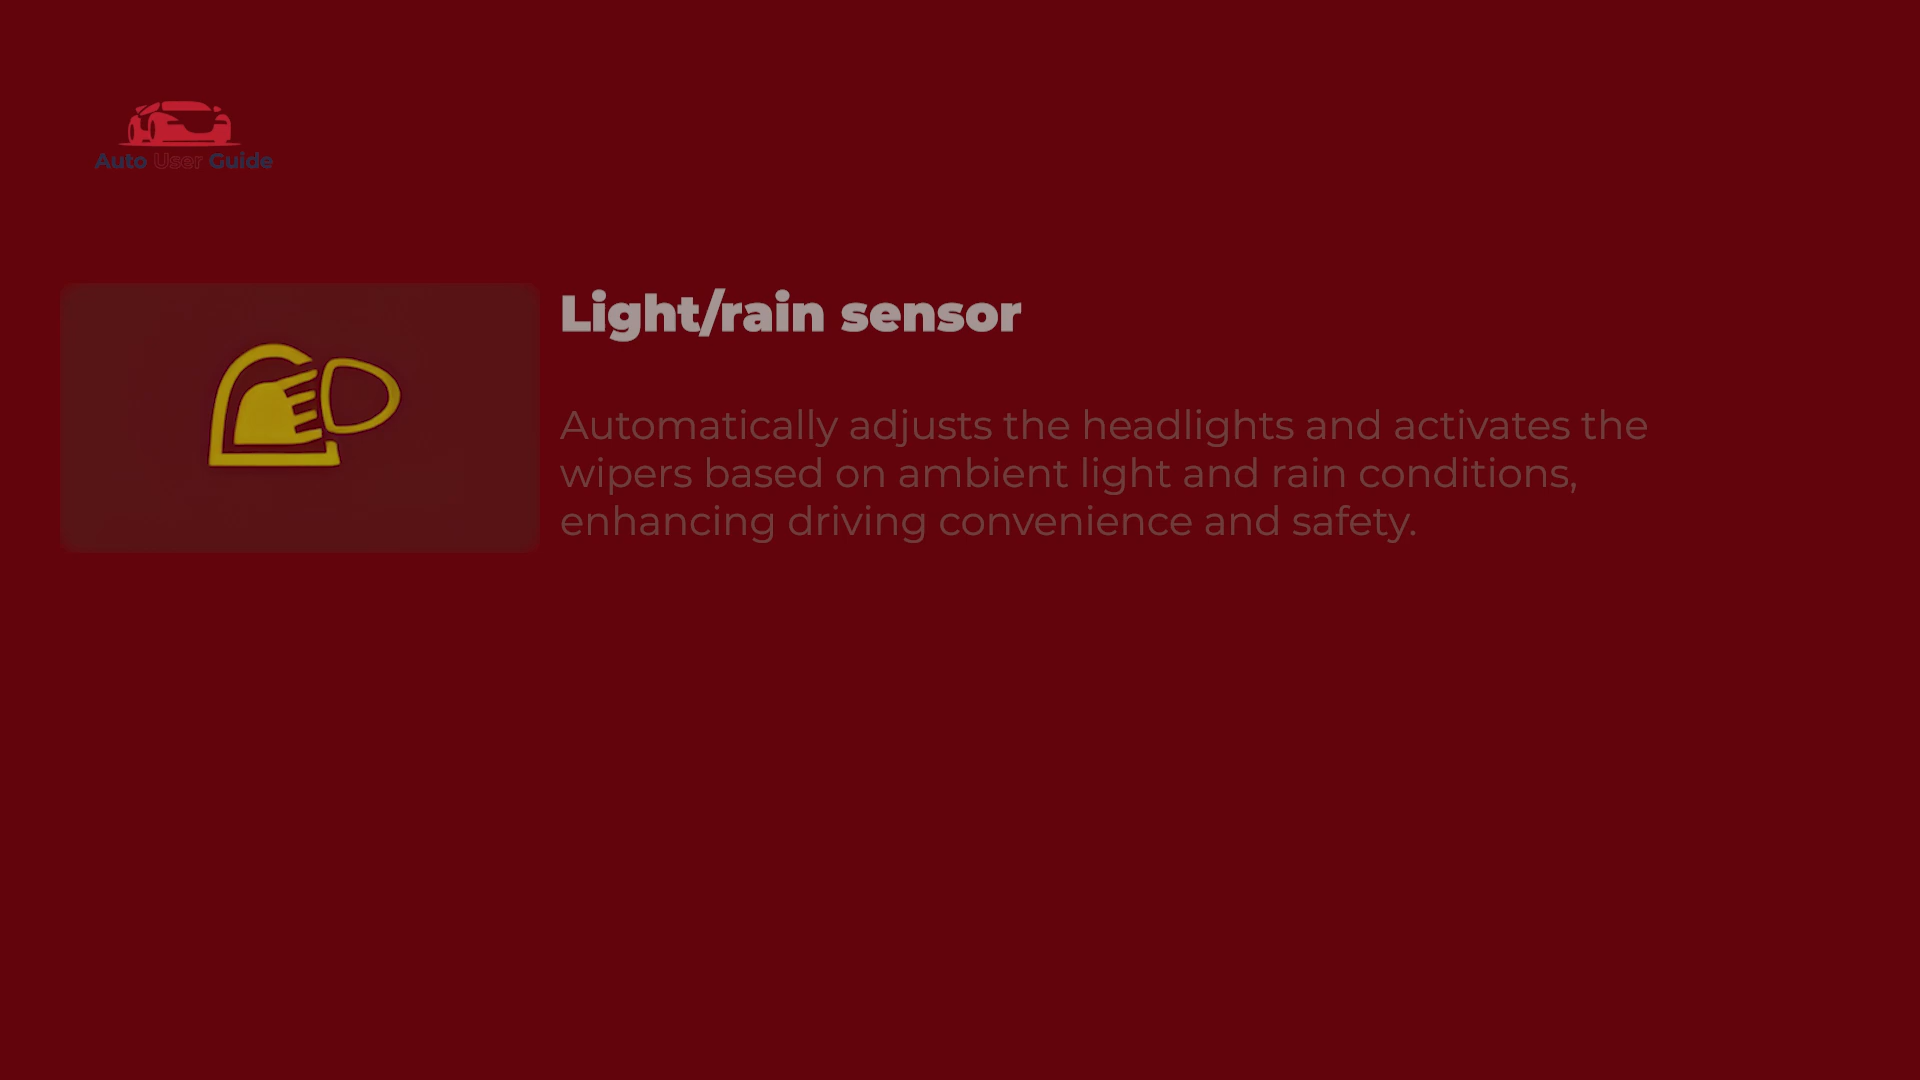 Auto User Guide
Light/rain sensor
Automatically adjusts the headlights and activates the
wipers based on ambient light and rain conditions,
enhancing driving convenience and safety.